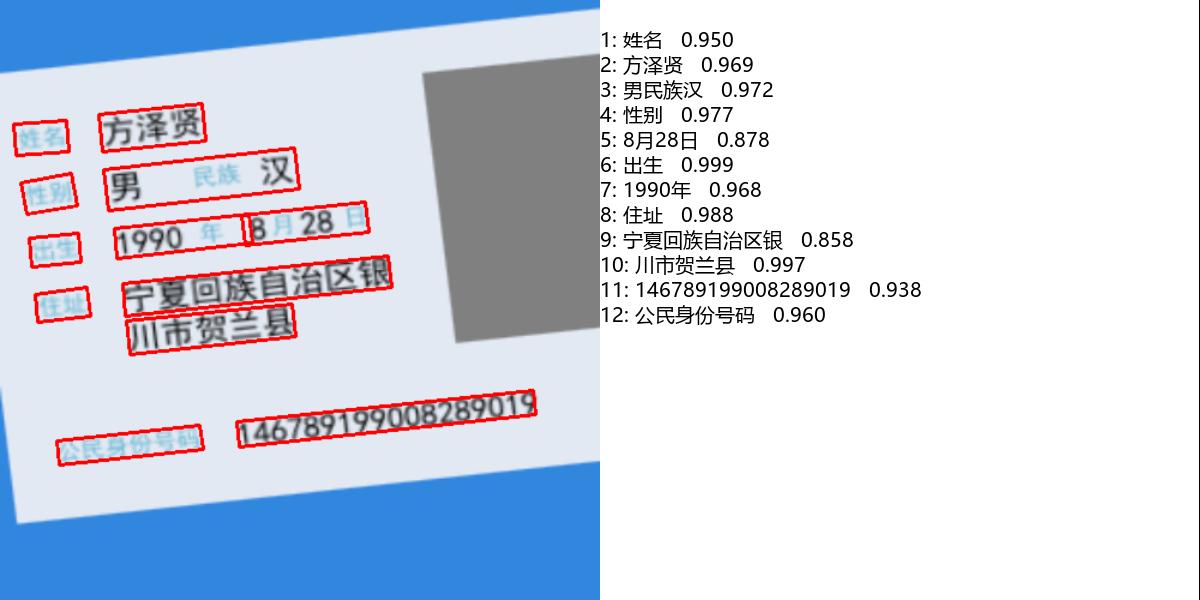 姓名 方泽贤
性别 男 民族 汉
出生 1990 年 8 月 28 日
住址 宁夏回族自治区银
川市贺兰县
公民身份号码 146789199008289019
1: 姓名 0.950
2: 方泽贤 0.969
3: 男民族汉 0.972
4: 性别 0.977
5: 8月28日 0.878
6: 出生 0.999
7: 1990年 0.968
8: 住址 0.988
9: 宁夏回族自治区银 0.858
10: 川市贺兰县 0.997
11: 146789199008289019 0.938
12: 公民身份号码 0.960